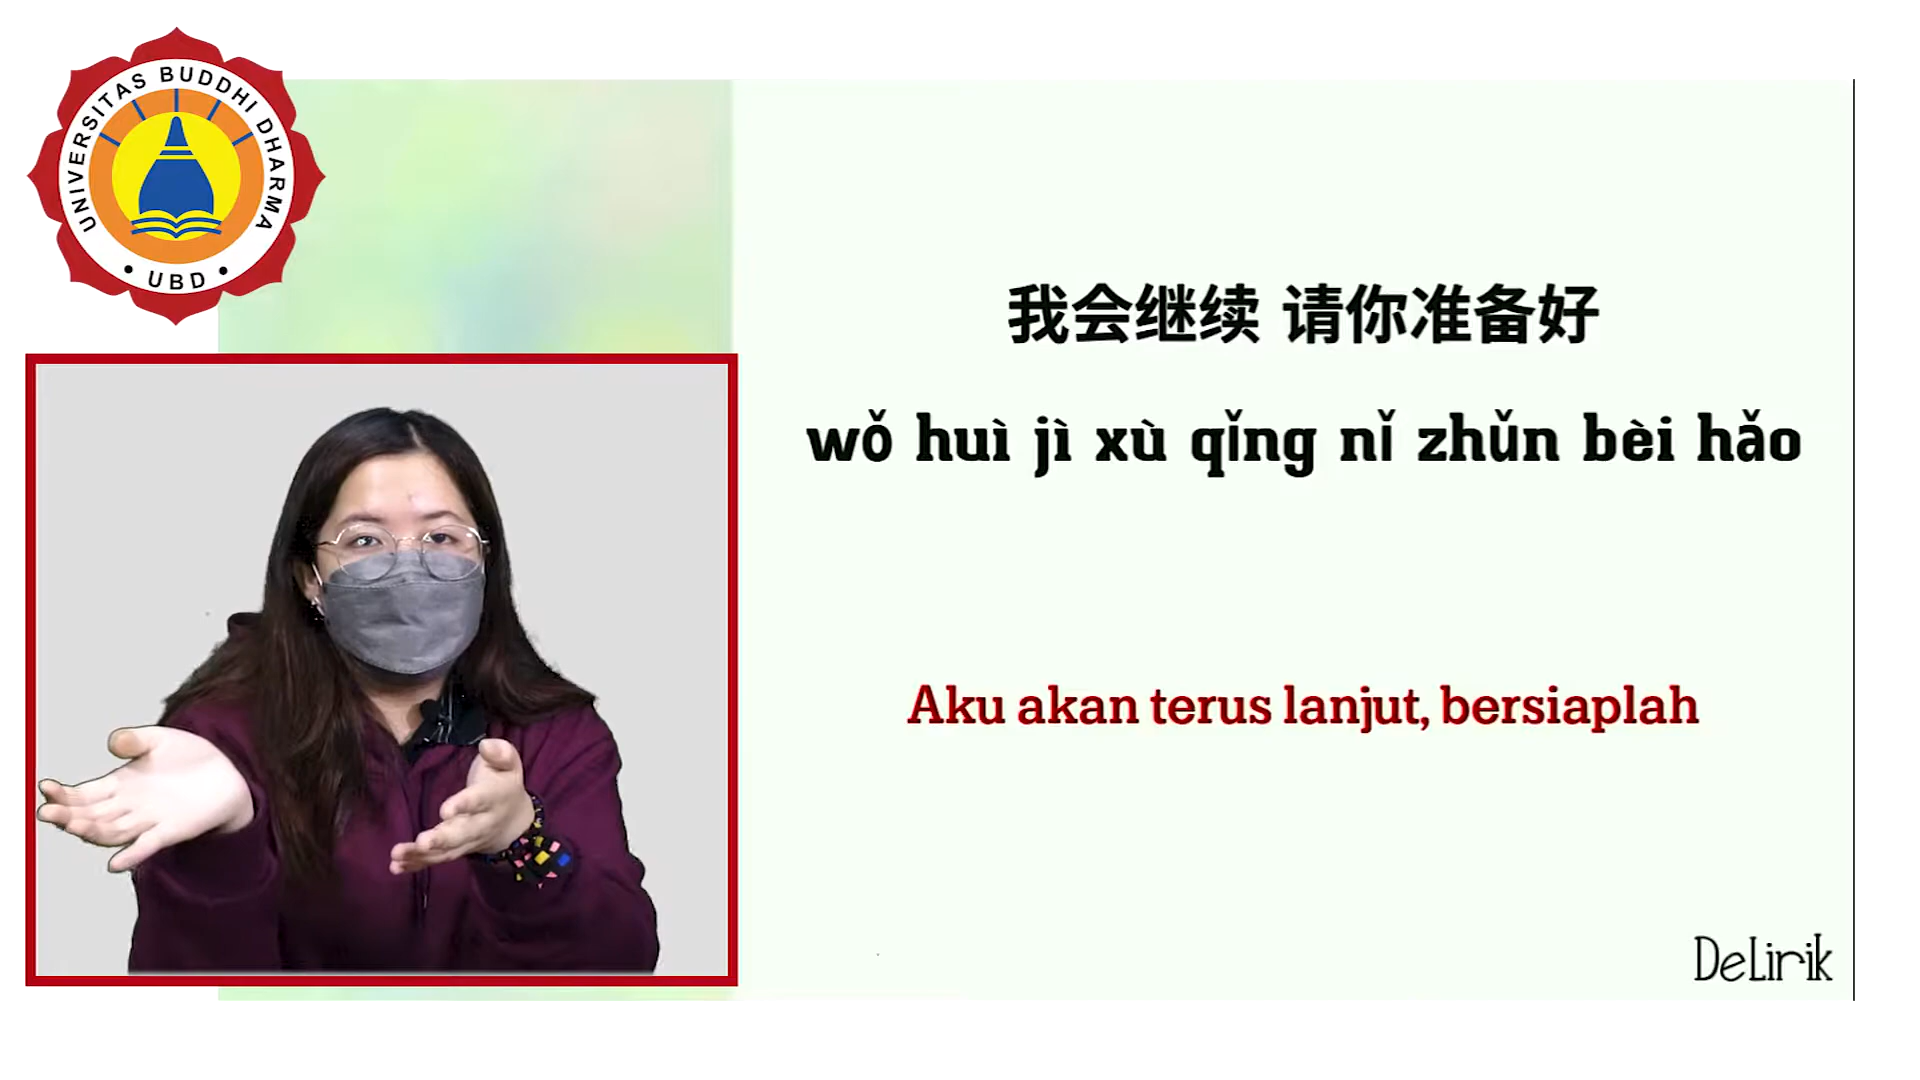 UNIVERSITAS BUDDHI DHARMA
• UBD •
我会继续 请你准备好
wǒ huì jì xù qǐng nǐ zhǔn bèi hǎo
Aku akan terus lanjut, bersiaplah
DeLirik